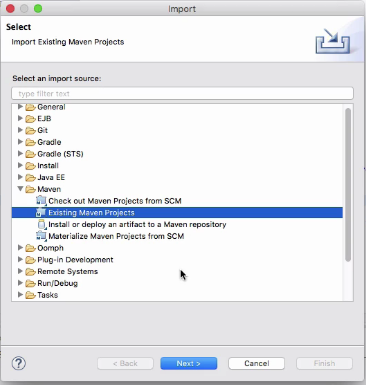 Import
Select
Import Existing Maven Projects
Select an import source:
type filter text
General
EJB
Git
Gradle
Gradle (STS)
Install
Java EE
Maven
Check out Maven Projects from SCM
Existing Maven Projects
Install or deploy an artifact to a Maven repository
Materialize Maven Projects from SCM
Oomph
Plug-in Development
Remote Systems
Run/Debug
Tasks
?
< Back
Next >
Cancel
Finish